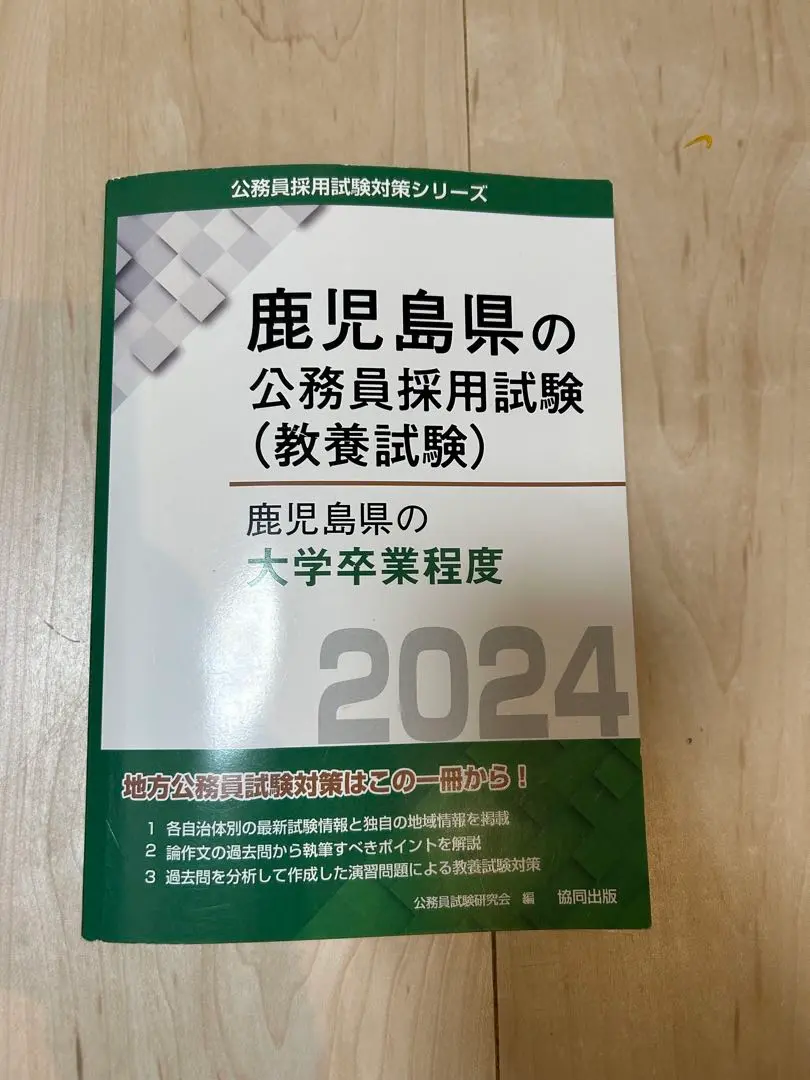 公務員採用試験対策シリーズ
鹿児島県の
公務員採用試験
(教養試験)
鹿児島県の
大学卒業程度
2024
地方公務員試験対策はこの一冊から!
1 各自治体別の最新試験情報と独自の地域情報を掲載
2 論作文の過去問から執筆すべきポイントを解説
3 過去問を分析して作成した演習問題による教養試験対策
公務員試験研究会 編 協同出版